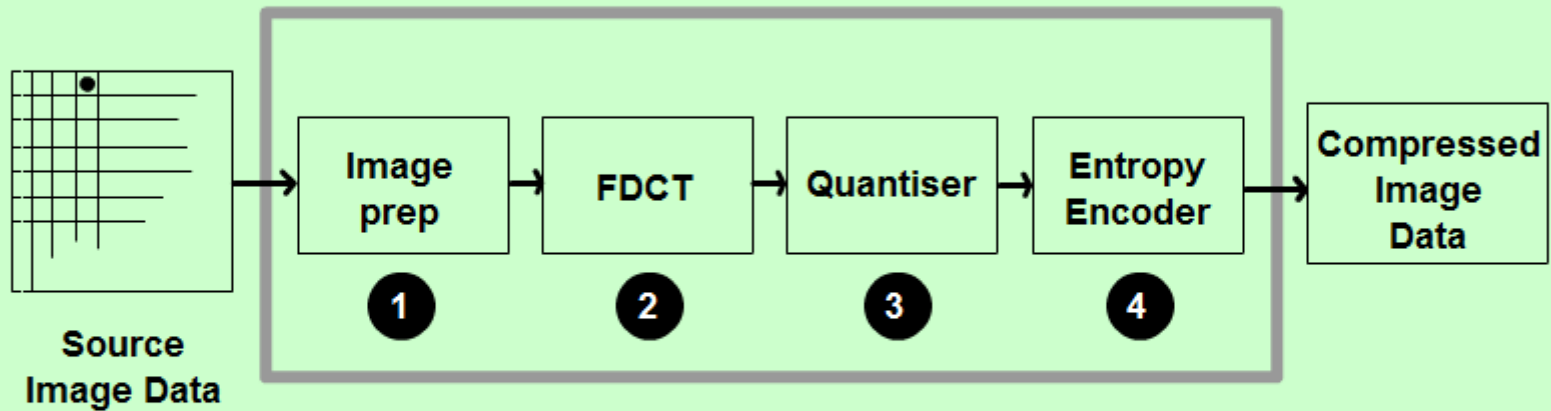 Source
Image Data
Image
prep
1
FDCT
2
Quantiser
3
Entropy
Encoder
4
Compressed
Image
Data